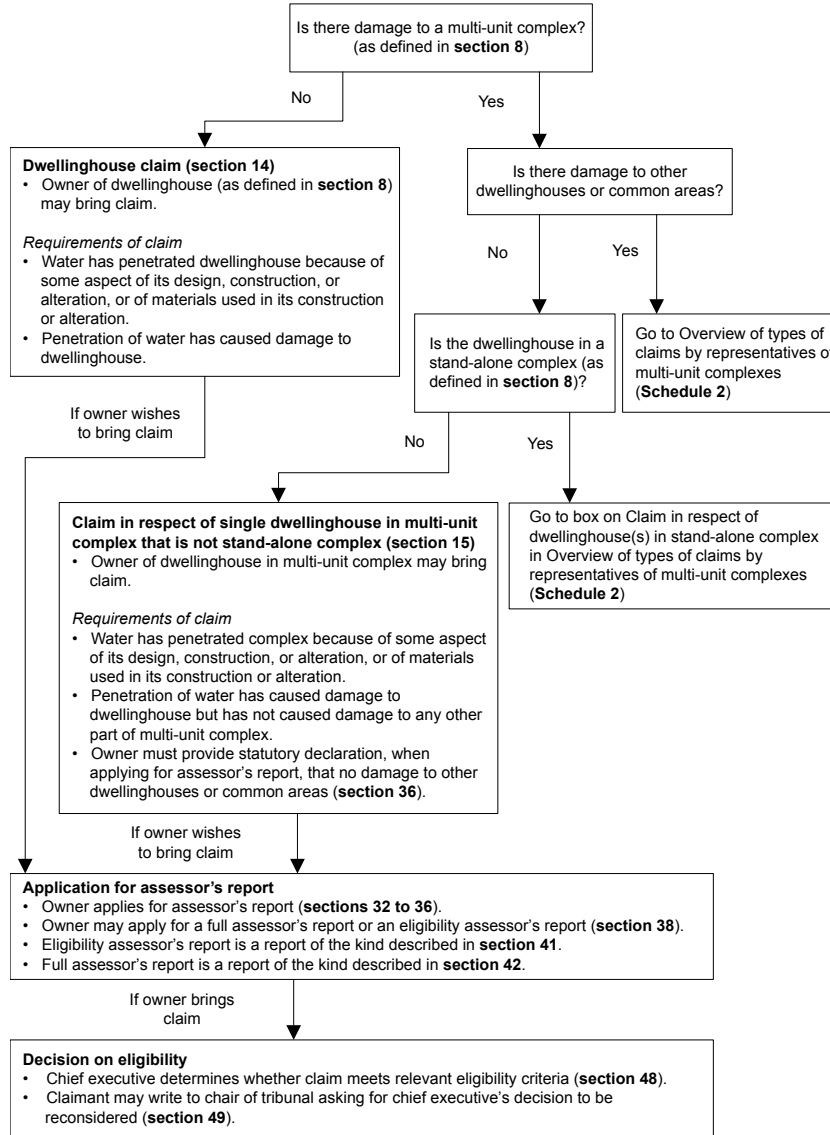 Is there damage to a multi-unit complex?
(as defined in section 8)
No
Yes
Dwellinghouse claim (section 14)
• Owner of dwellinghouse (as defined in section 8)
may bring claim.
Requirements of claim
• Water has penetrated dwellinghouse because of
some aspect of its design, construction, or
alteration, or of materials used in its construction
or alteration.
• Penetration of water has caused damage to
dwellinghouse.
Is there damage to other
dwellinghouses or common areas?
No
Yes
Is the dwellinghouse in a
stand-alone complex (as
defined in section 8)?
Go to Overview of types of
claims by representatives of
multi-unit complexes
(Schedule 2)
If owner wishes
to bring claim
No
Yes
Claim in respect of single dwellinghouse in multi-unit
complex that is not stand-alone complex (section 15)
• Owner of dwellinghouse in multi-unit complex may bring
claim.
Requirements of claim
• Water has penetrated complex because of some aspect
of its design, construction, or alteration, or of materials
used in its construction or alteration.
• Penetration of water has caused damage to
dwellinghouse but has not caused damage to any other
part of multi-unit complex.
• Owner must provide statutory declaration, when
applying for assessor's report, that no damage to other
dwellinghouses or common areas (section 36).
Go to box on Claim in respect of
dwellinghouse(s) in stand-alone complex
in Overview of types of claims by
representatives of multi-unit complexes
(Schedule 2)
If owner wishes
to bring claim
Application for assessor's report
• Owner applies for assessor's report (sections 32 to 36).
• Owner may apply for a full assessor's report or an eligibility assessor's report (section 38).
• Eligibility assessor's report is a report of the kind described in section 41.
• Full assessor's report is a report of the kind described in section 42.
If owner brings
claim
Decision on eligibility
• Chief executive determines whether claim meets relevant eligibility criteria (section 48).
• Claimant may write to chair of tribunal asking for chief executive's decision to be
reconsidered (section 49).